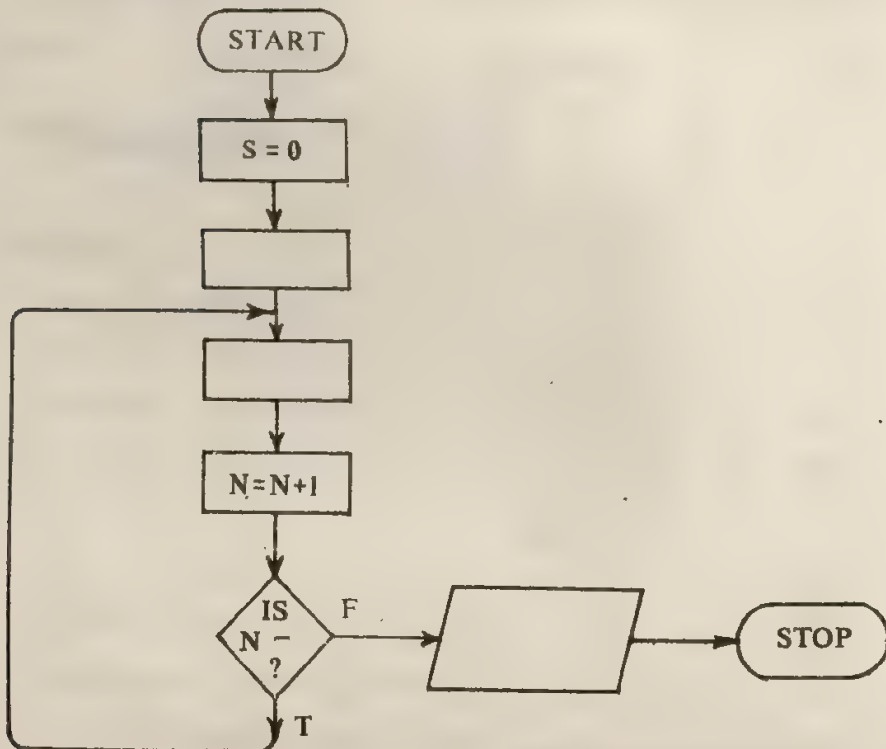 START
S = 0
N=N+1
IS
N –
?
F
T
STOP